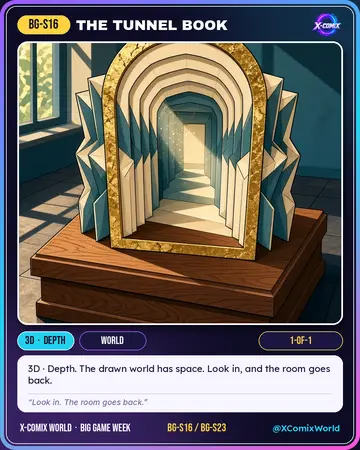 BG-S16
THE TUNNEL BOOK
X-COMIX
3D · DEPTH
WORLD
1-OF-1
3D · Depth. The drawn world has space. Look in, and the room goes
back.
“Look in. The room goes back.”
X-COMIX WORLD · BIG GAME WEEK
BG-S16 / BG-S23
@XComixWorld